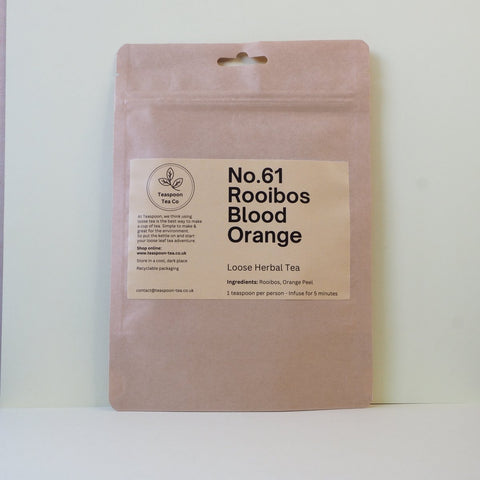 Teaspoon
Tea Co
At Teaspoon, we think using
loose tea is the best way to make
a cup of tea. Simple to make &
great for the environment.
So put the kettle on and start
your loose leaf tea adventure.
Shop online:
www.teaspoon-tea.co.uk
Store in a cool, dark place
Recyclable packaging
contact@teaspoon-tea.co.uk
No.61
Rooibos
Blood
Orange
Loose Herbal Tea
Ingredients: Rooibos, Orange Peel
1 teaspoon per person - Infuse for 5 minutes